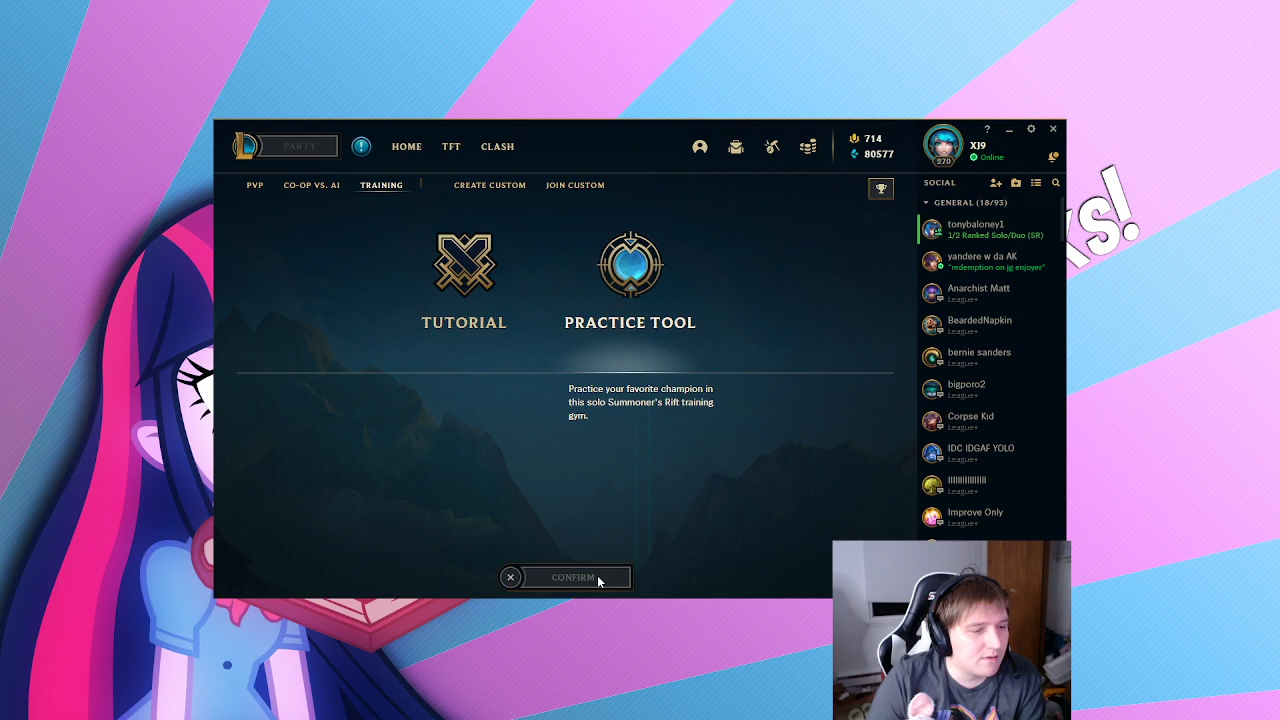 PARTY
HOME
TFT
CLASH
714
80577
270
XJ9
Online
PVP
CO-OP VS. AI
TRAINING
CREATE CUSTOM
JOIN CUSTOM
SOCIAL
GENERAL (18/93)
tonybaloney1
1/2 Ranked Solo/Duo (SR)
yandere w da AK
"redemption on jg enjoyer"
Anarchist Matt
League+
BeardedNapkin
League+
bernie sanders
League+
bigporo2
League+
Corpse Kid
League+
IDC IDGAF YOLO
League+
League+
Improve Only
League+
TUTORIAL
PRACTICE TOOL
Practice your favorite champion in
this solo Summoner's Rift training
gym.
CONFIRM
ks!